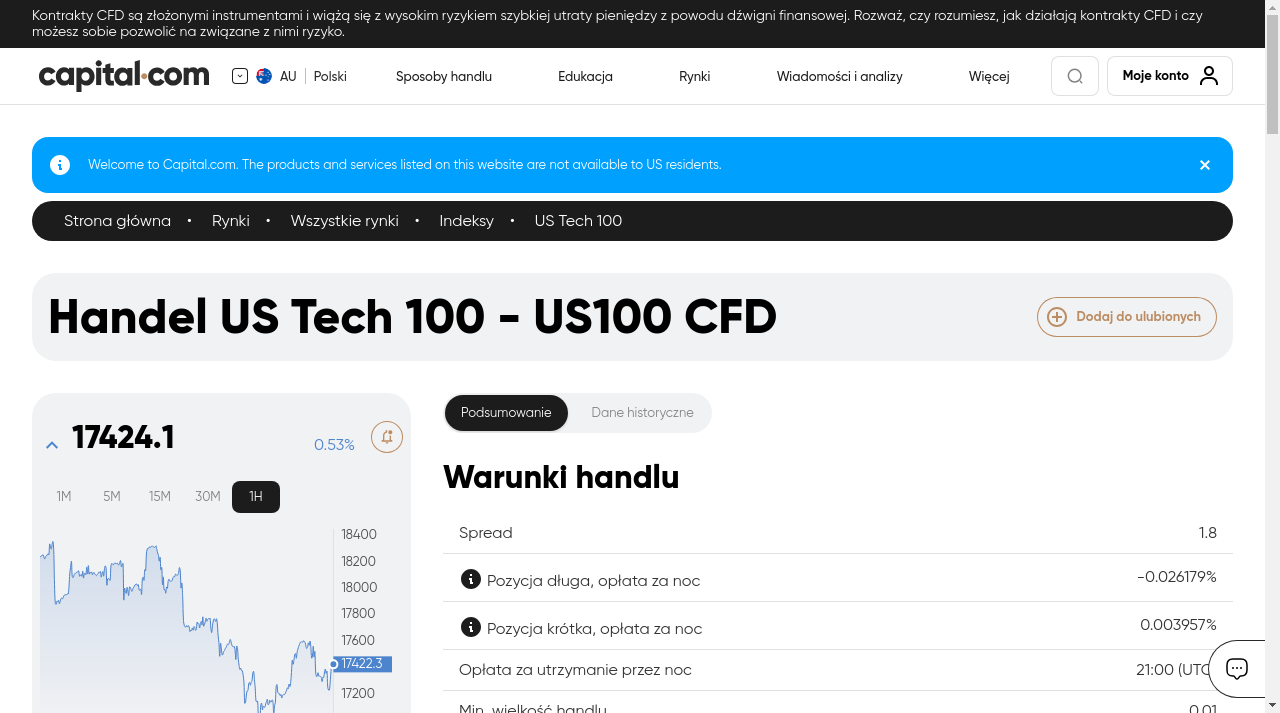 Kontrakty CFD są złożonymi instrumentami i wiążą się z wysokim ryzykiem szybkiej utraty pieniędzy z powodu dźwigni finansowej. Rozważ, czy rozumiesz, jak działają kontrakty CFD i czy
możesz sobie pozwolić na związane z nimi ryzyko.
capital.com
AU
Polski
Sposoby handlu
Edukacja
Rynki
Wiadomości i analizy
Więcej
Moje konto
Welcome to Capital.com. The products and services listed on this website are not available to US residents.
Strona główna • Rynki • Wszystkie rynki • Indeksy • US Tech 100
Handel US Tech 100 - US100 CFD
Dodaj do ulubionych
17424.1
0.53%
1M 5M 15M 30M 1H
18400
18200
18000
17800
17600
17422.3
17200
Podsumowanie
Dane historyczne
Warunki handlu
Spread 1.8
Pozycja długa, opłata za noc -0.026179%
Pozycja krótka, opłata za noc 0.003957%
Opłata za utrzymanie przez noc 21:00 (UTC)
Min. wielkość handlu 0.01